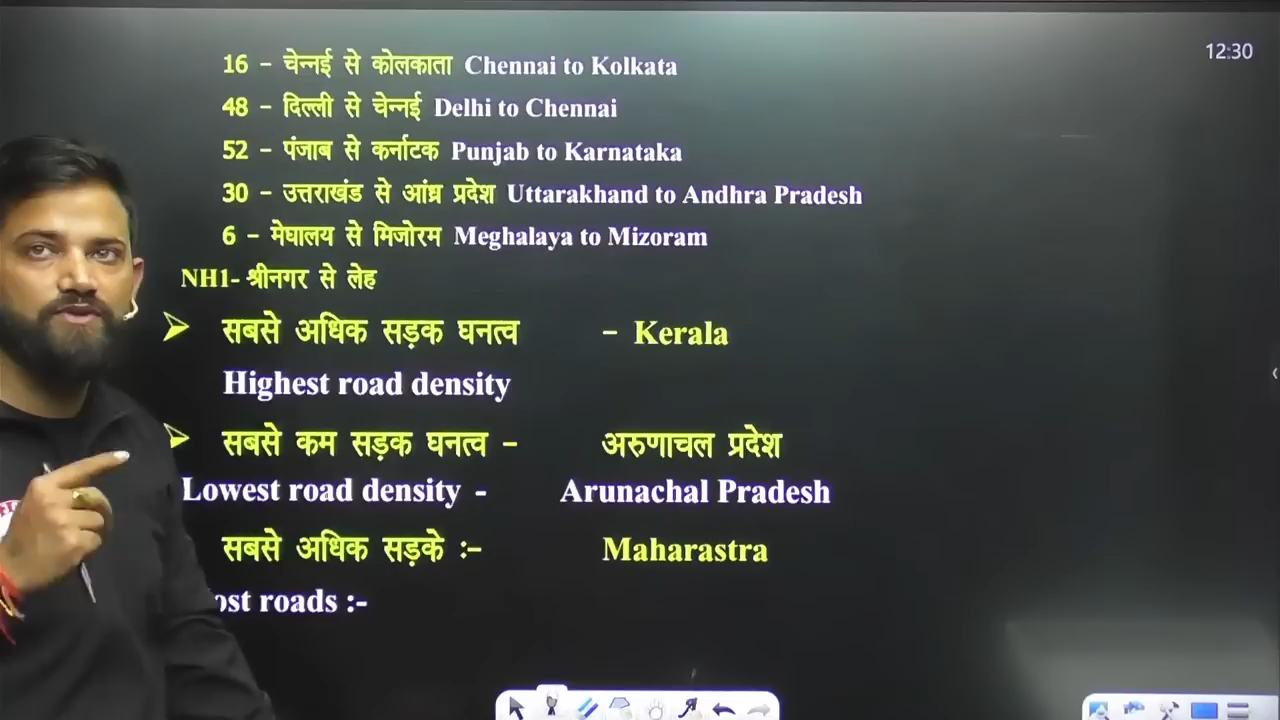 12:30
16 - चेन्नई से कोलकाता Chennai to Kolkata
48 - दिल्ली से चेन्नई Delhi to Chennai
52 - पंजाब से कर्नाटक Punjab to Karnataka
30 - उत्तराखंड से आंध्र प्रदेश Uttarakhand to Andhra Pradesh
6 - मेघालय से मिजोरम Meghalaya to Mizoram
NH1- श्रीनगर से लेह
सबसे अधिक सड़क घनत्व - Kerala
Highest road density
सबसे कम सड़क घनत्व - अरुणाचल प्रदेश
Lowest road density - Arunachal Pradesh
सबसे अधिक सड़के :- Maharastra
roads :-